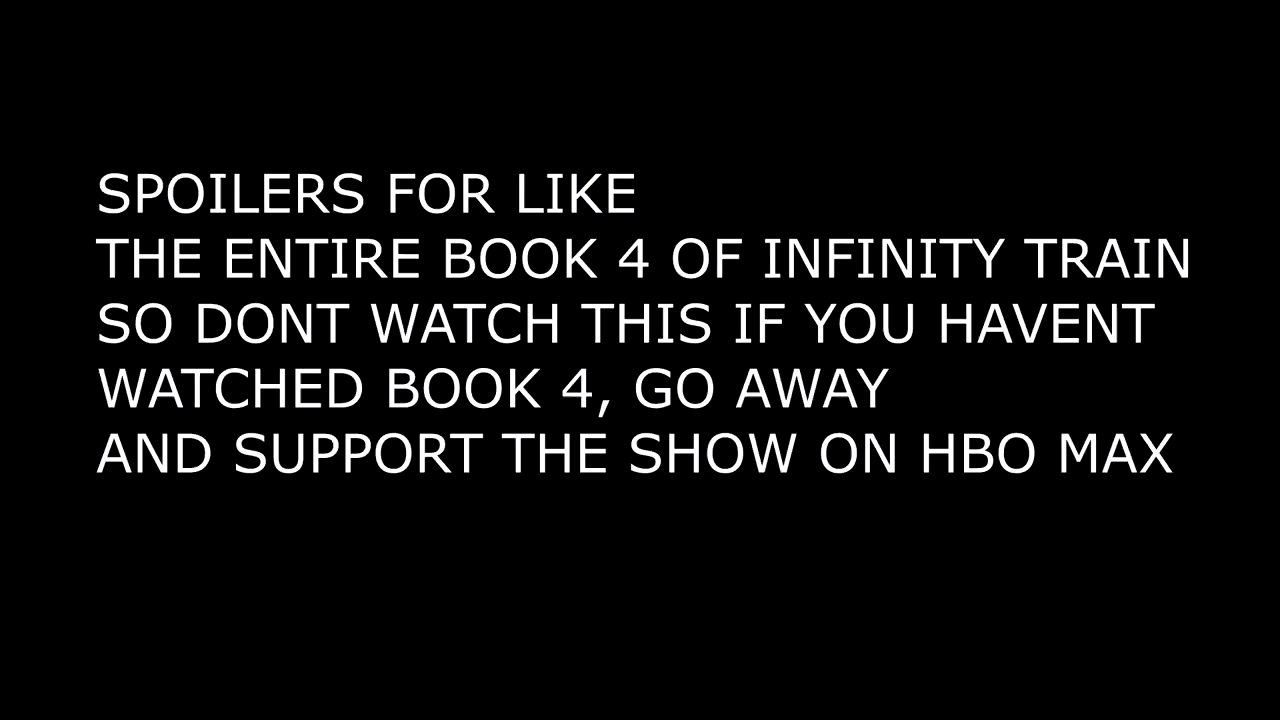 SPOILERS FOR LIKE
THE ENTIRE BOOK 4 OF INFINITY TRAIN
SO DONT WATCH THIS IF YOU HAVENT
WATCHED BOOK 4, GO AWAY
AND SUPPORT THE SHOW ON HBO MAX